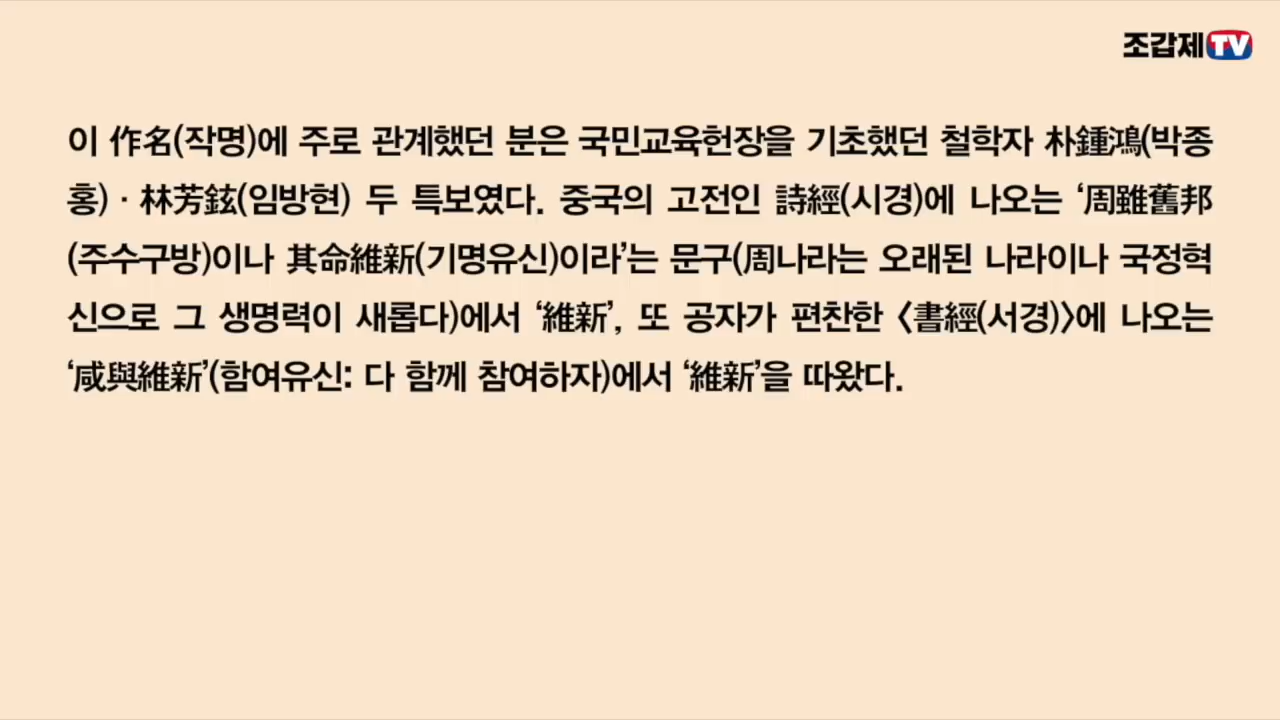 조갑제TV
이 作名(작명)에 주로 관계했던 분은 국민교육헌장을 기초했던 철학자 朴鍾鴻(박종
홍)·林芳鉉(임방현) 두 특보였다. 중국의 고전인 詩經(시경)에 나오는 ‘周雖舊邦
(주수구방)이나 其命維新(기명유신)이라’는 문구(周나라는 오래된 나라이나 국정혁
신으로 그 생명력이 새롭다)에서 ‘維新’, 또 공자가 편찬한 〈書經(서경)〉에 나오는
‘咸與維新’(함여유신: 다 함께 참여하자)에서 ‘維新’을 따왔다.